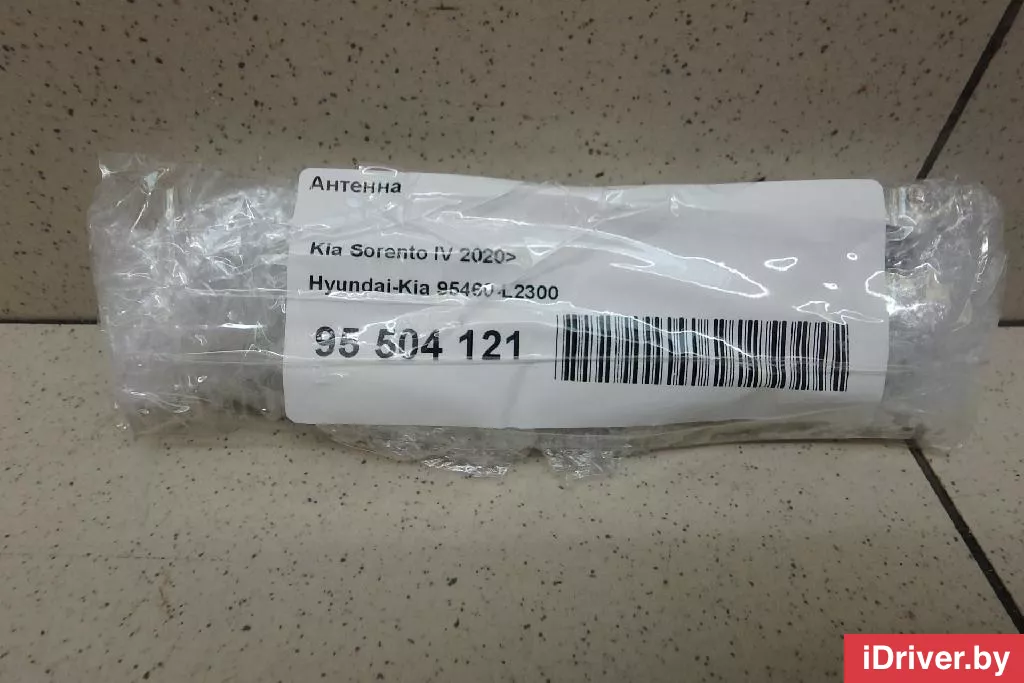 Антенна
Kia Sorento IV 2020>
Hyundai-Kia 95460-L2300
95 504 121
iDriver.by